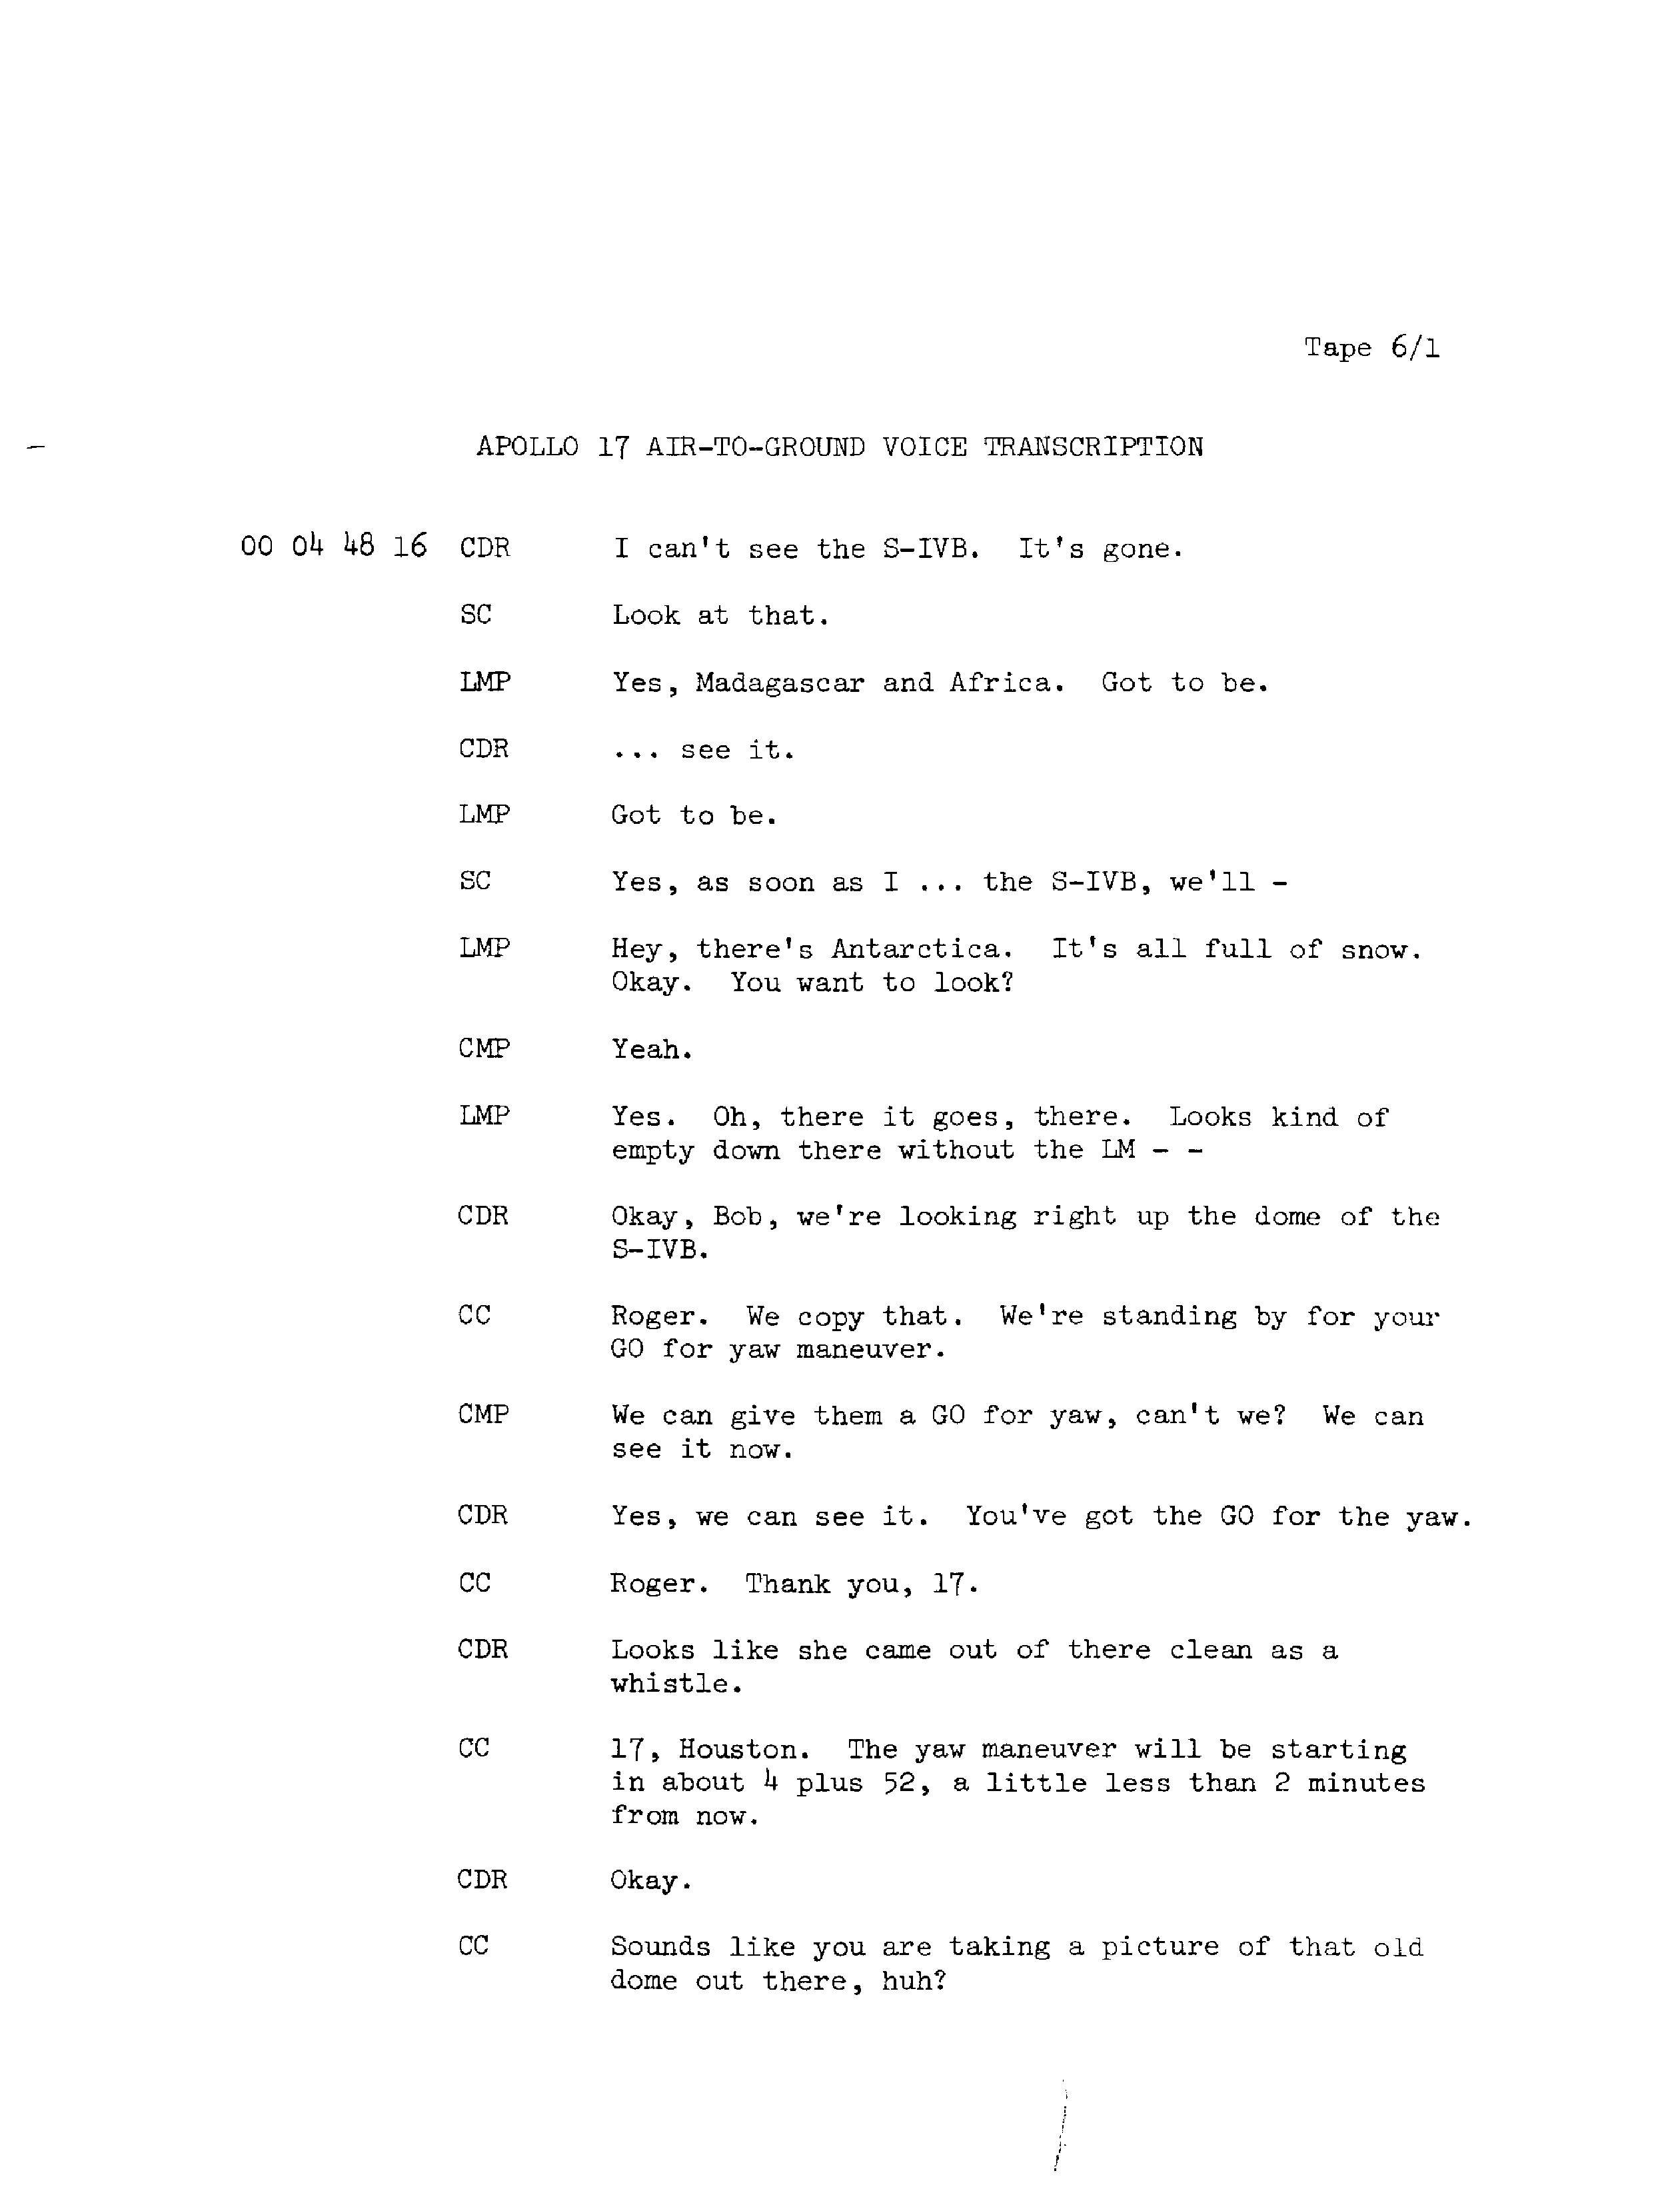 Tape 6/1
APOLLO 17 AIR-TO-GROUND VOICE TRANSCRIPTION
00 04 48 16 CDR I can't see the S-IVB. It's gone.
SC Look at that.
LMP Yes, Madagascar and Africa. Got to be.
CDR ... see it.
LMP Got to be.
SC Yes, as soon as I ... the S-IVB, we'll -
LMP Hey, there's Antarctica. It's all full of snow.
Okay. You want to look?
CMP Yeah.
LMP Yes. Oh, there it goes, there. Looks kind of
empty down there without the LM - -
CDR Okay, Bob, we're looking right up the dome of the
S-IVB.
CC Roger. We copy that. We're standing by for your
GO for yaw maneuver.
CMP We can give them a GO for yaw, can't we? We can
see it now.
CDR Yes, we can see it. You've got the GO for the yaw.
CC Roger. Thank you, 17.
CDR Looks like she came out of there clean as a
whistle.
CC 17, Houston. The yaw maneuver will be starting
in about 4 plus 52, a little less than 2 minutes
from now.
CDR Okay.
CC Sounds like you are taking a picture of that old
dome out there, huh?